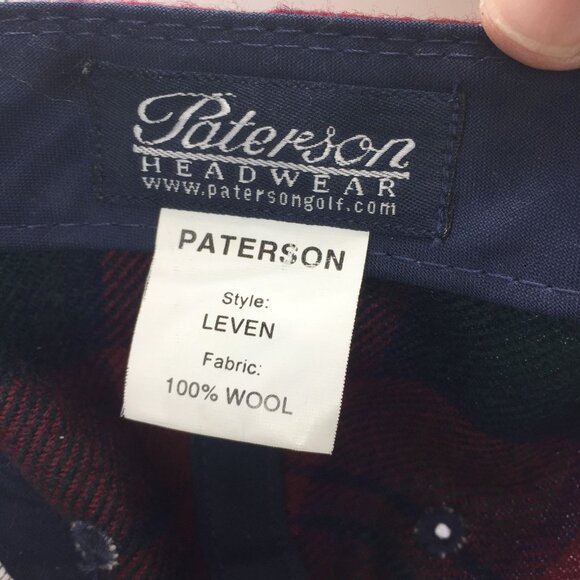 Paterson
HEADWEAR
www.patersongolf.com
PATERSON
Style:
LEVEN
Fabric:
100% WOOL